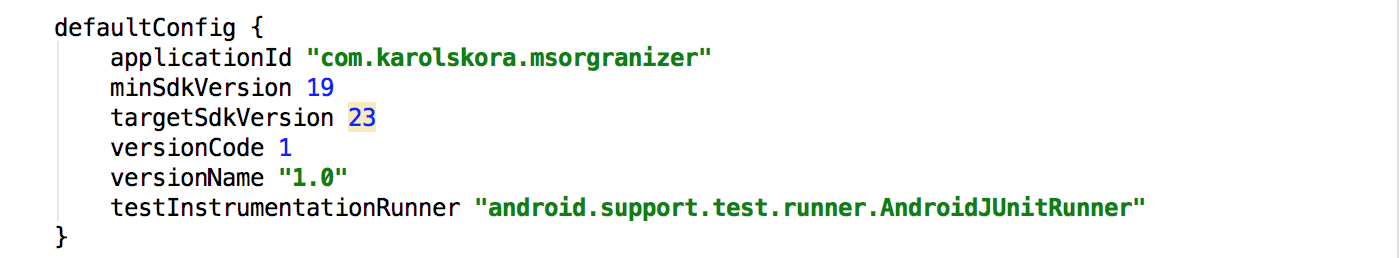 defaultConfig {
applicationId "com.karolskora.msorgranizer"
minSdkVersion 19
targetSdkVersion 23
versionCode 1
versionName "1.0"
testInstrumentationRunner "android.support.test.runner.AndroidJUnitRunner"
}